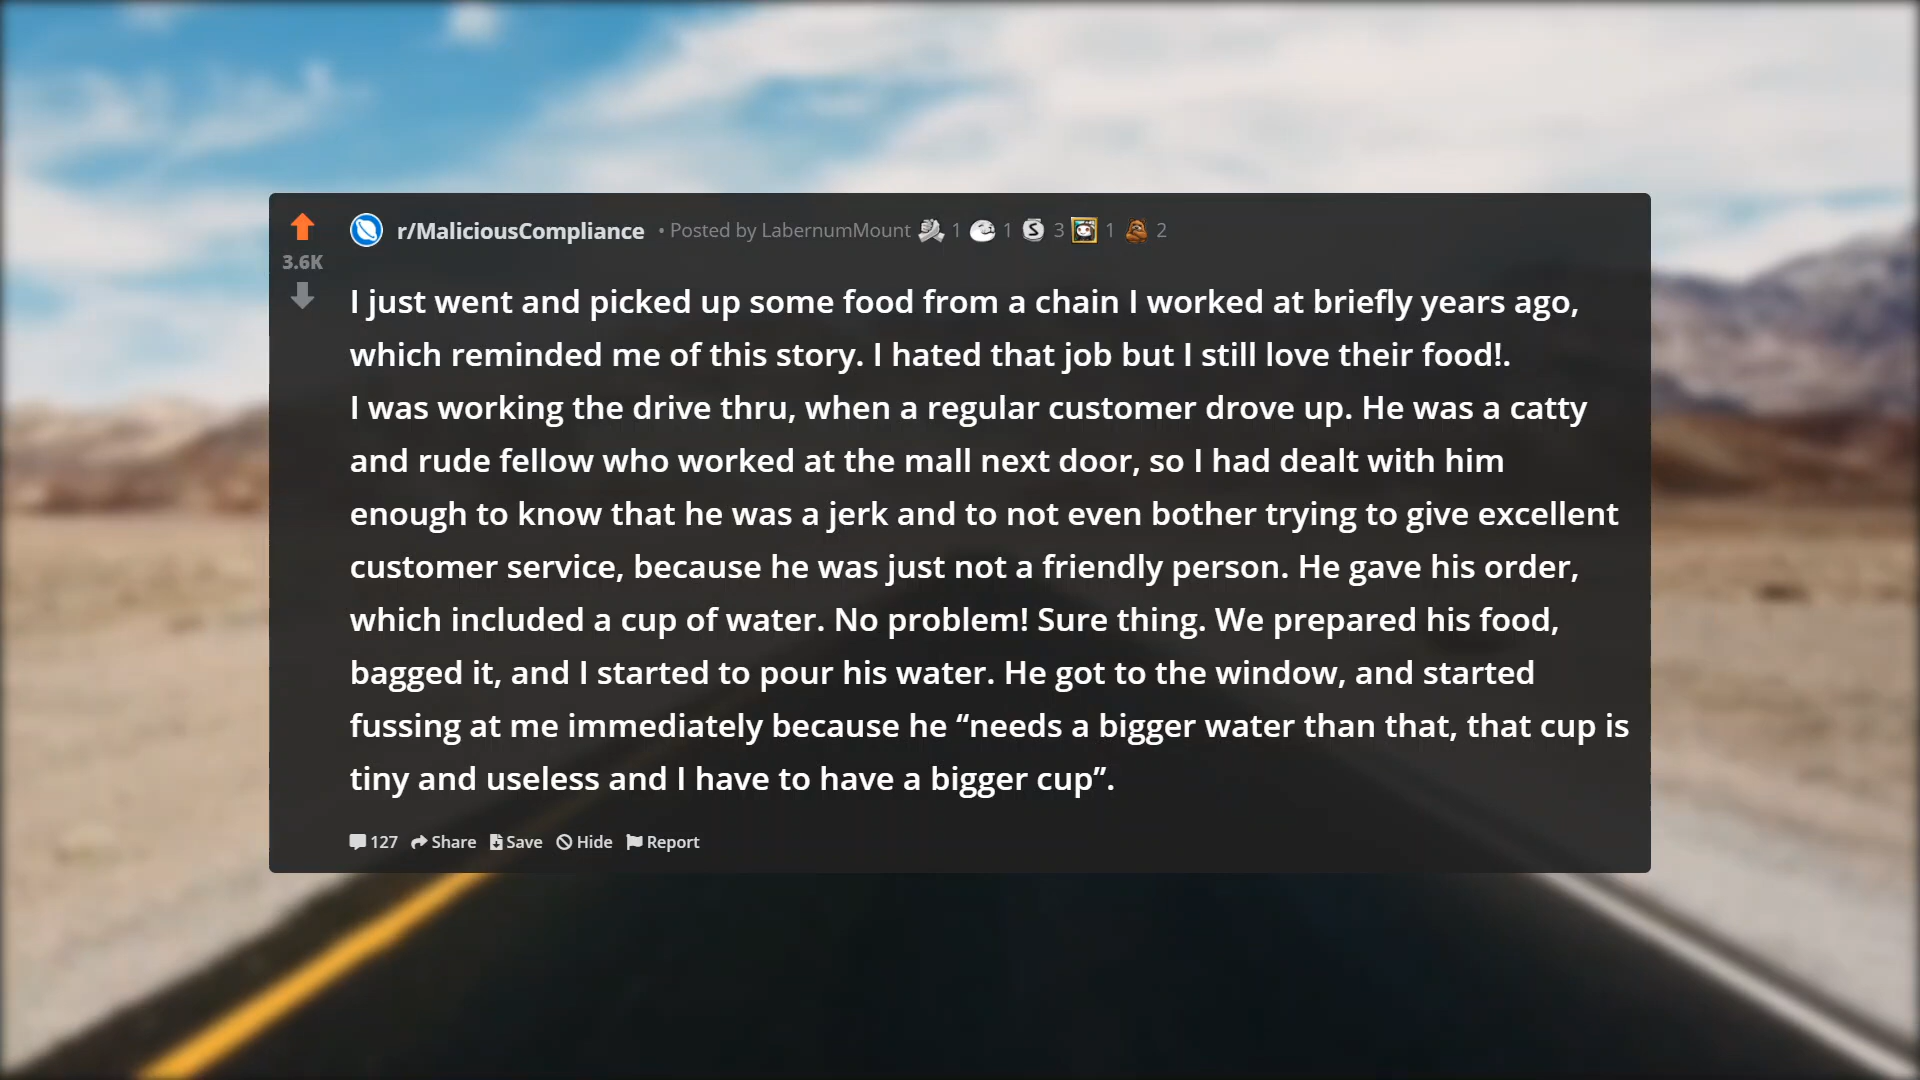 r/MaliciousCompliance • Posted by LabernumMount 1 1 3 1 2
3.6K
I just went and picked up some food from a chain I worked at briefly years ago,
which reminded me of this story. I hated that job but I still love their food!.
I was working the drive thru, when a regular customer drove up. He was a catty
and rude fellow who worked at the mall next door, so I had dealt with him
enough to know that he was a jerk and to not even bother trying to give excellent
customer service, because he was just not a friendly person. He gave his order,
which included a cup of water. No problem! Sure thing. We prepared his food,
bagged it, and I started to pour his water. He got to the window, and started
fussing at me immediately because he “needs a bigger water than that, that cup is
tiny and useless and I have to have a bigger cup”.
127 Share Save Hide Report